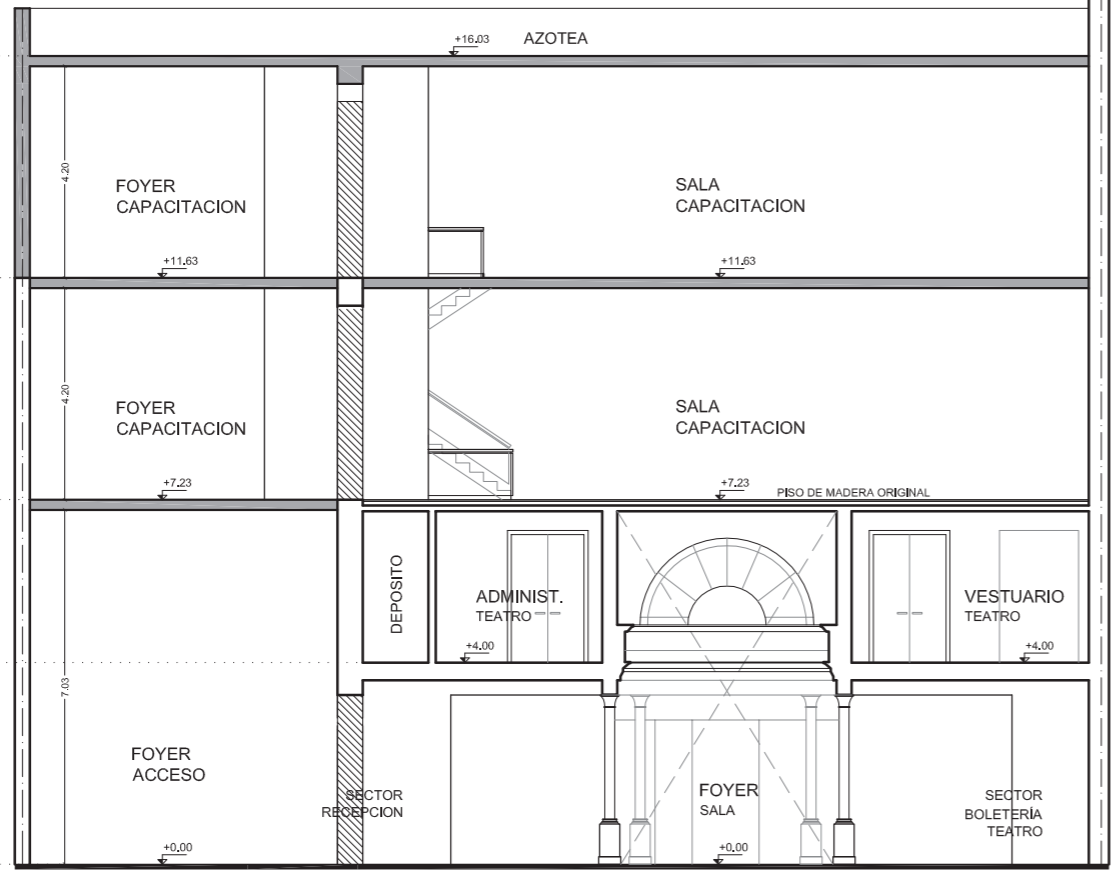 +16.03 AZOTEA
4.20
FOYER
CAPACITACION
SALA
CAPACITACION
+11.63
+11.63
4.20
FOYER
CAPACITACION
SALA
CAPACITACION
+7.23
+7.23
PISO DE MADERA ORIGINAL
DEPOSITO
ADMINIST.
TEATRO
VESTUARIO
TEATRO
+4.00
+4.00
7.03
FOYER
ACCESO
SECTOR
RECEPCION
FOYER
SALA
SECTOR
BOLETERÍA
TEATRO
+0.00
+0.00